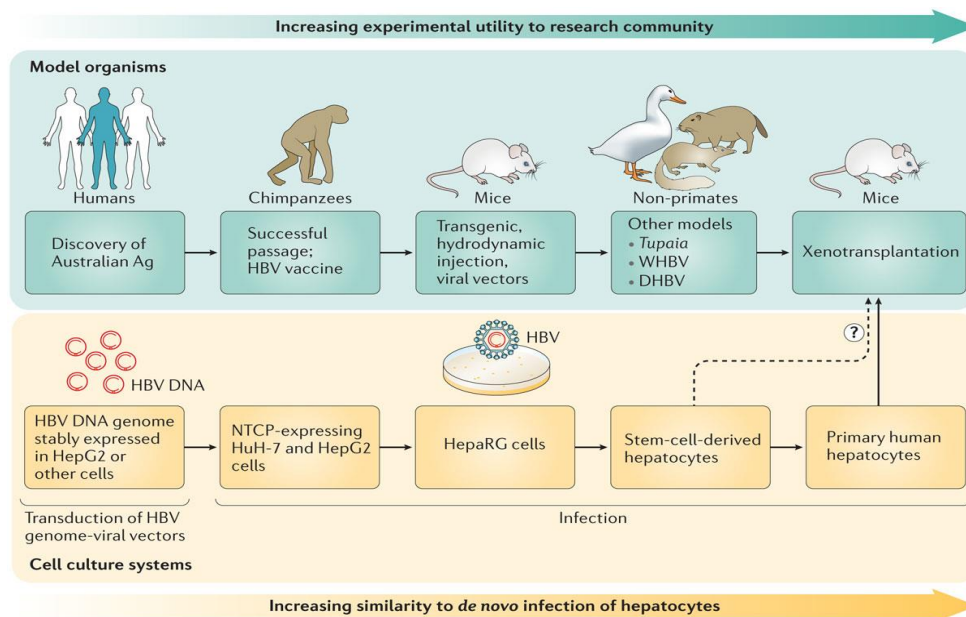 Increasing experimental utility to research community
Model organisms
Humans
Chimpanzees
Mice
Non-primates
Mice
Discovery of
Australian Ag
Successful
passage;
HBV vaccine
Transgenic,
hydrodynamic
injection,
viral vectors
Other models
• Tupaia
• WHBV
• DHBV
Xenotransplantation
?
HBV DNA
HBV
HBV DNA genome
stably expressed
in HepG2 or
other cells
NTCP-expressing
HuH-7 and HepG2
cells
HepaRG cells
Stem-cell-derived
hepatocytes
Primary human
hepatocytes
Transduction of HBV
genome-viral vectors
Infection
Cell culture systems
Increasing similarity to de novo infection of hepatocytes